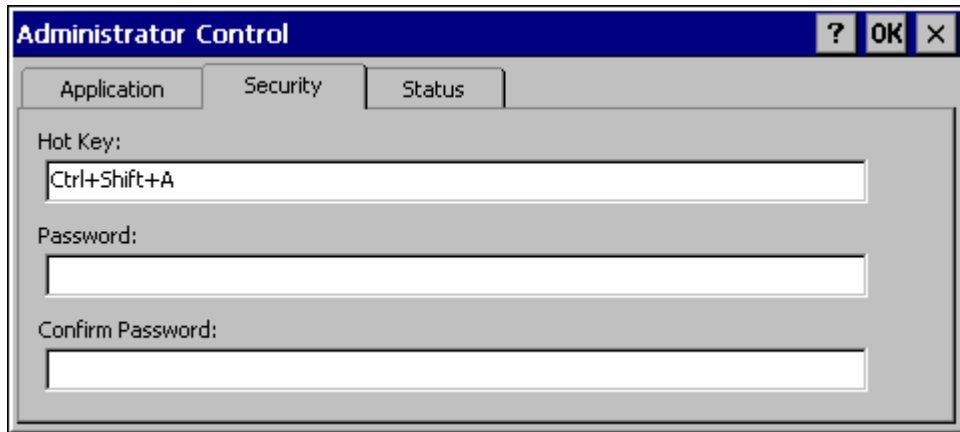 Administrator Control ? OK ×
Application Security Status
Hot Key:
Ctrl+Shift+A
Password:
Confirm Password: